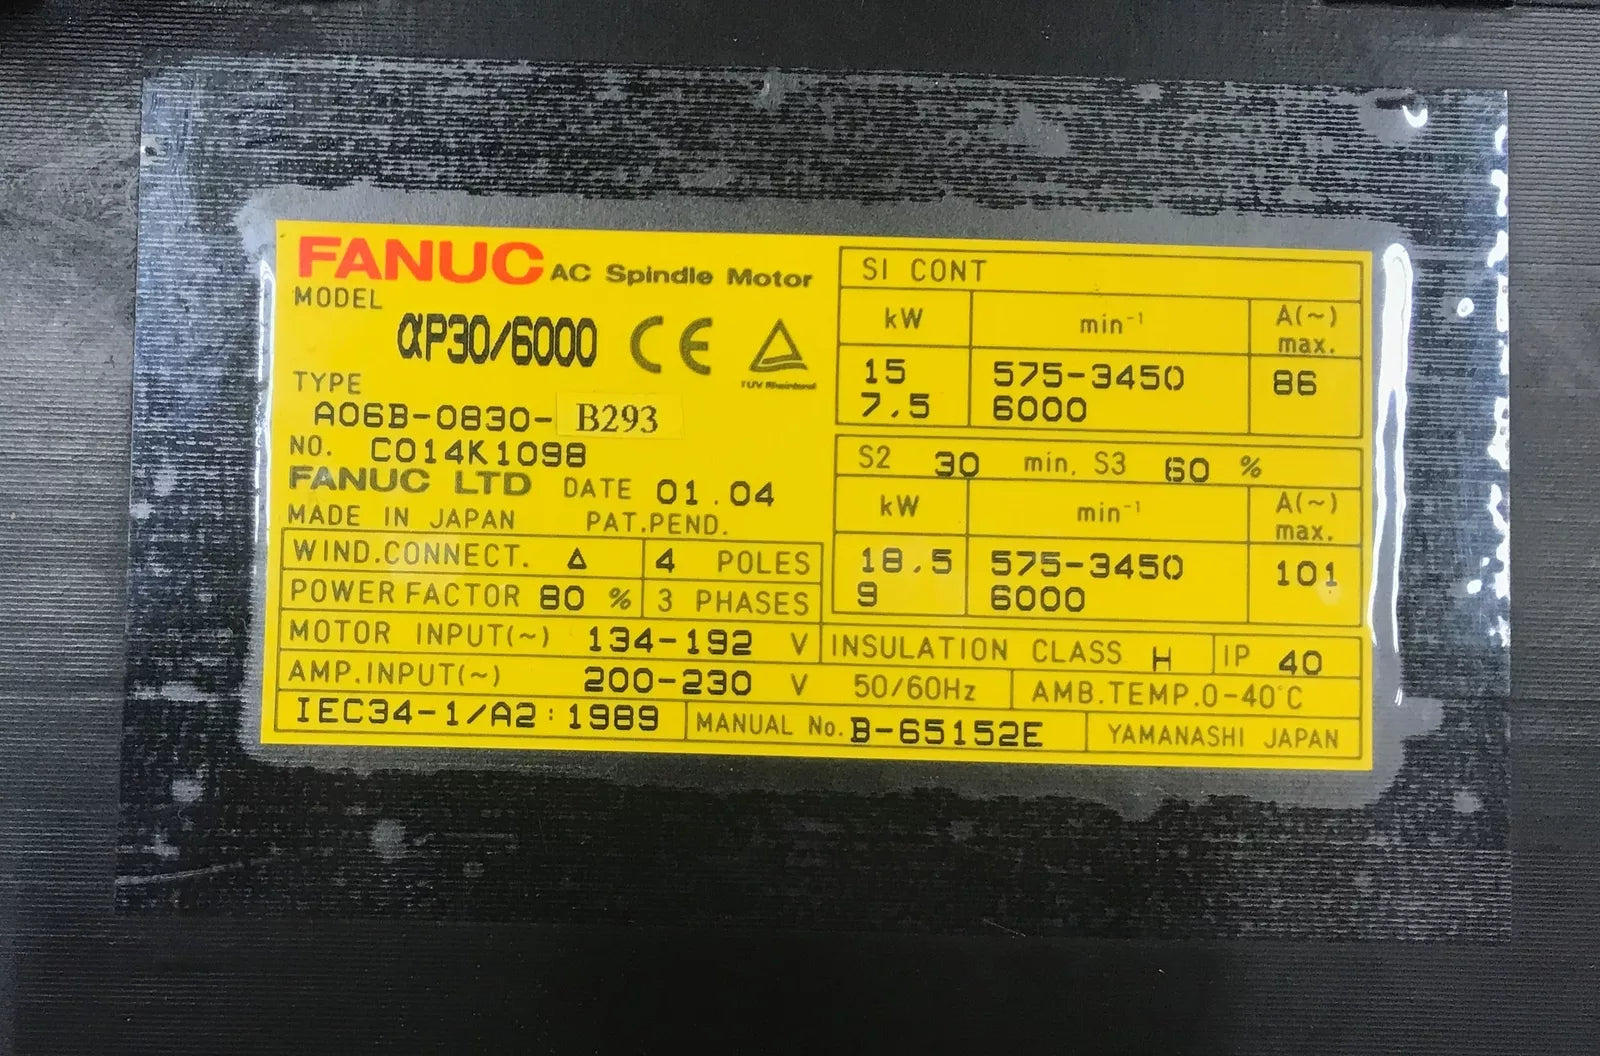 FANUC AC Spindle Motor
MODEL
αP30/6000 CE
TÜV Rheinland
TYPE
A06B-0830- B293
NO. C014K1098
FANUC LTD DATE 01.04
MADE IN JAPAN PAT.PEND.
WIND.CONNECT. Δ 4 POLES
POWER FACTOR 80 % 3 PHASES
MOTOR INPUT(~) 134-192 V
AMP.INPUT(~) 200-230 V 50/60Hz
IEC34-1/A2:1989 MANUAL No. B-65152E
SI CONT
kW min⁻¹ A(~) max.
15 575-3450 86
7.5 6000
S2 30 min. S3 60 %
kW min⁻¹ A(~) max.
18.5 575-3450 101
9 6000
INSULATION CLASS H IP 40
AMB.TEMP.0-40°C
YAMANASHI JAPAN